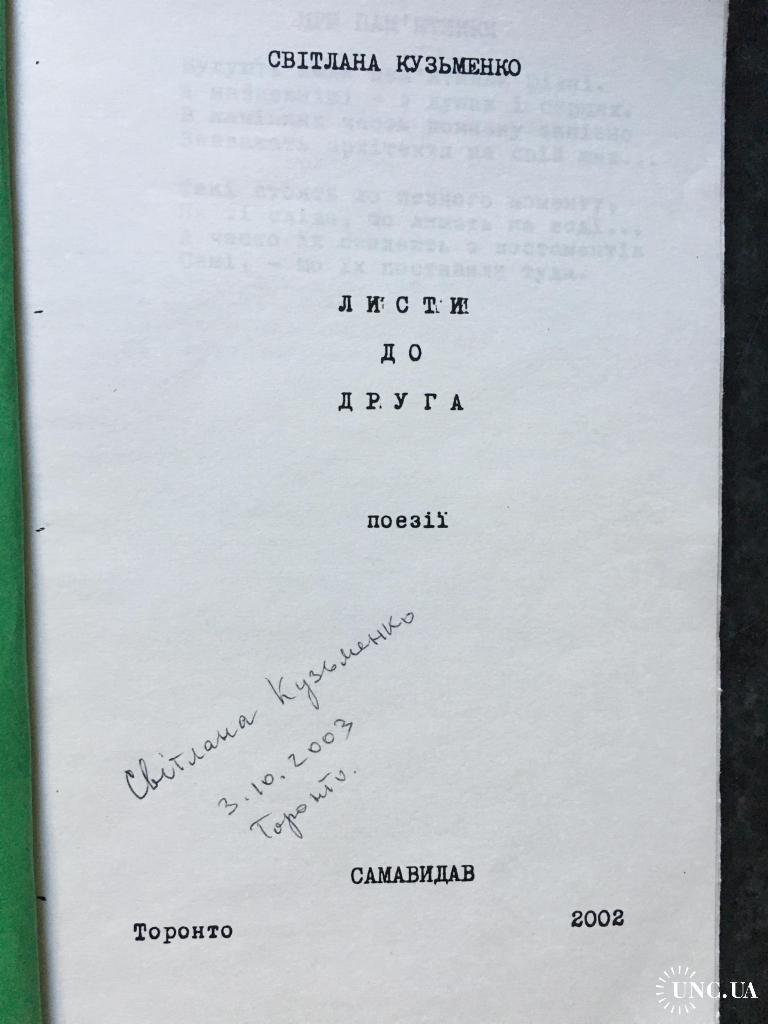 СВІТЛАНА КУЗЬМЕНКО
ЛИСТИ
ДО
ДРУГА
поезії
Світлана Кузьменко
3.10.2003
Торонто.
САМАВИДАВ
Торонто 2002
UNC.UA